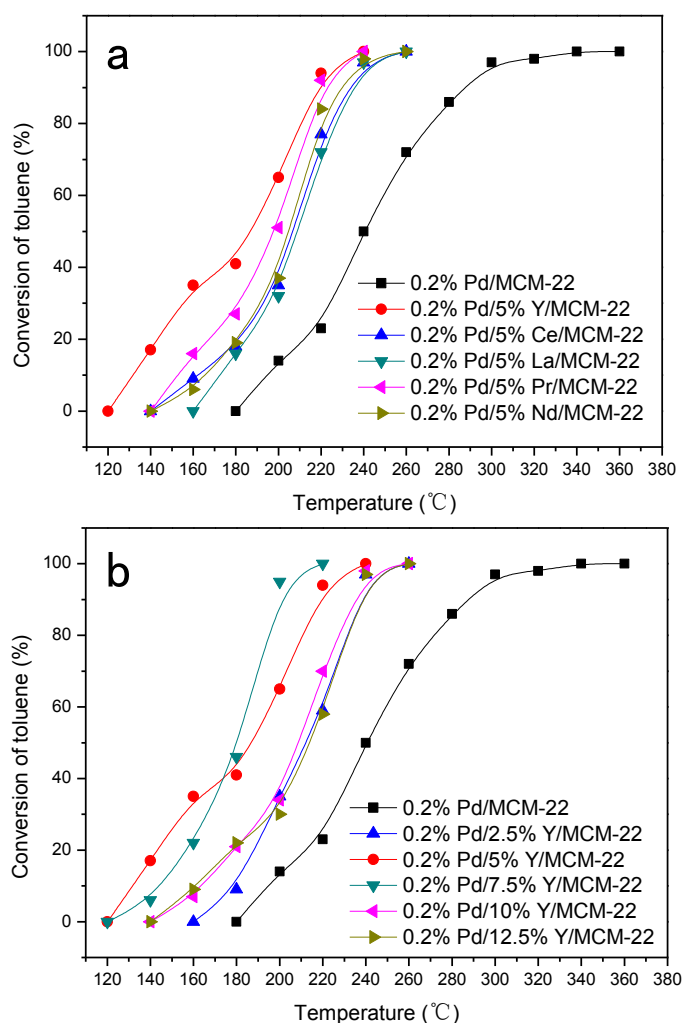 a
Conversion of toluene (%)
100
80
60
40
20
0
0.2% Pd/MCM-22
0.2% Pd/5% Y/MCM-22
0.2% Pd/5% Ce/MCM-22
0.2% Pd/5% La/MCM-22
0.2% Pd/5% Pr/MCM-22
0.2% Pd/5% Nd/MCM-22
120 140 160 180 200 220 240 260 280 300 320 340 360 380
Temperature (℃)
b
Conversion of toluene (%)
100
80
60
40
20
0
0.2% Pd/MCM-22
0.2% Pd/2.5% Y/MCM-22
0.2% Pd/5% Y/MCM-22
0.2% Pd/7.5% Y/MCM-22
0.2% Pd/10% Y/MCM-22
0.2% Pd/12.5% Y/MCM-22
120 140 160 180 200 220 240 260 280 300 320 340 360 380
Temperature (℃)